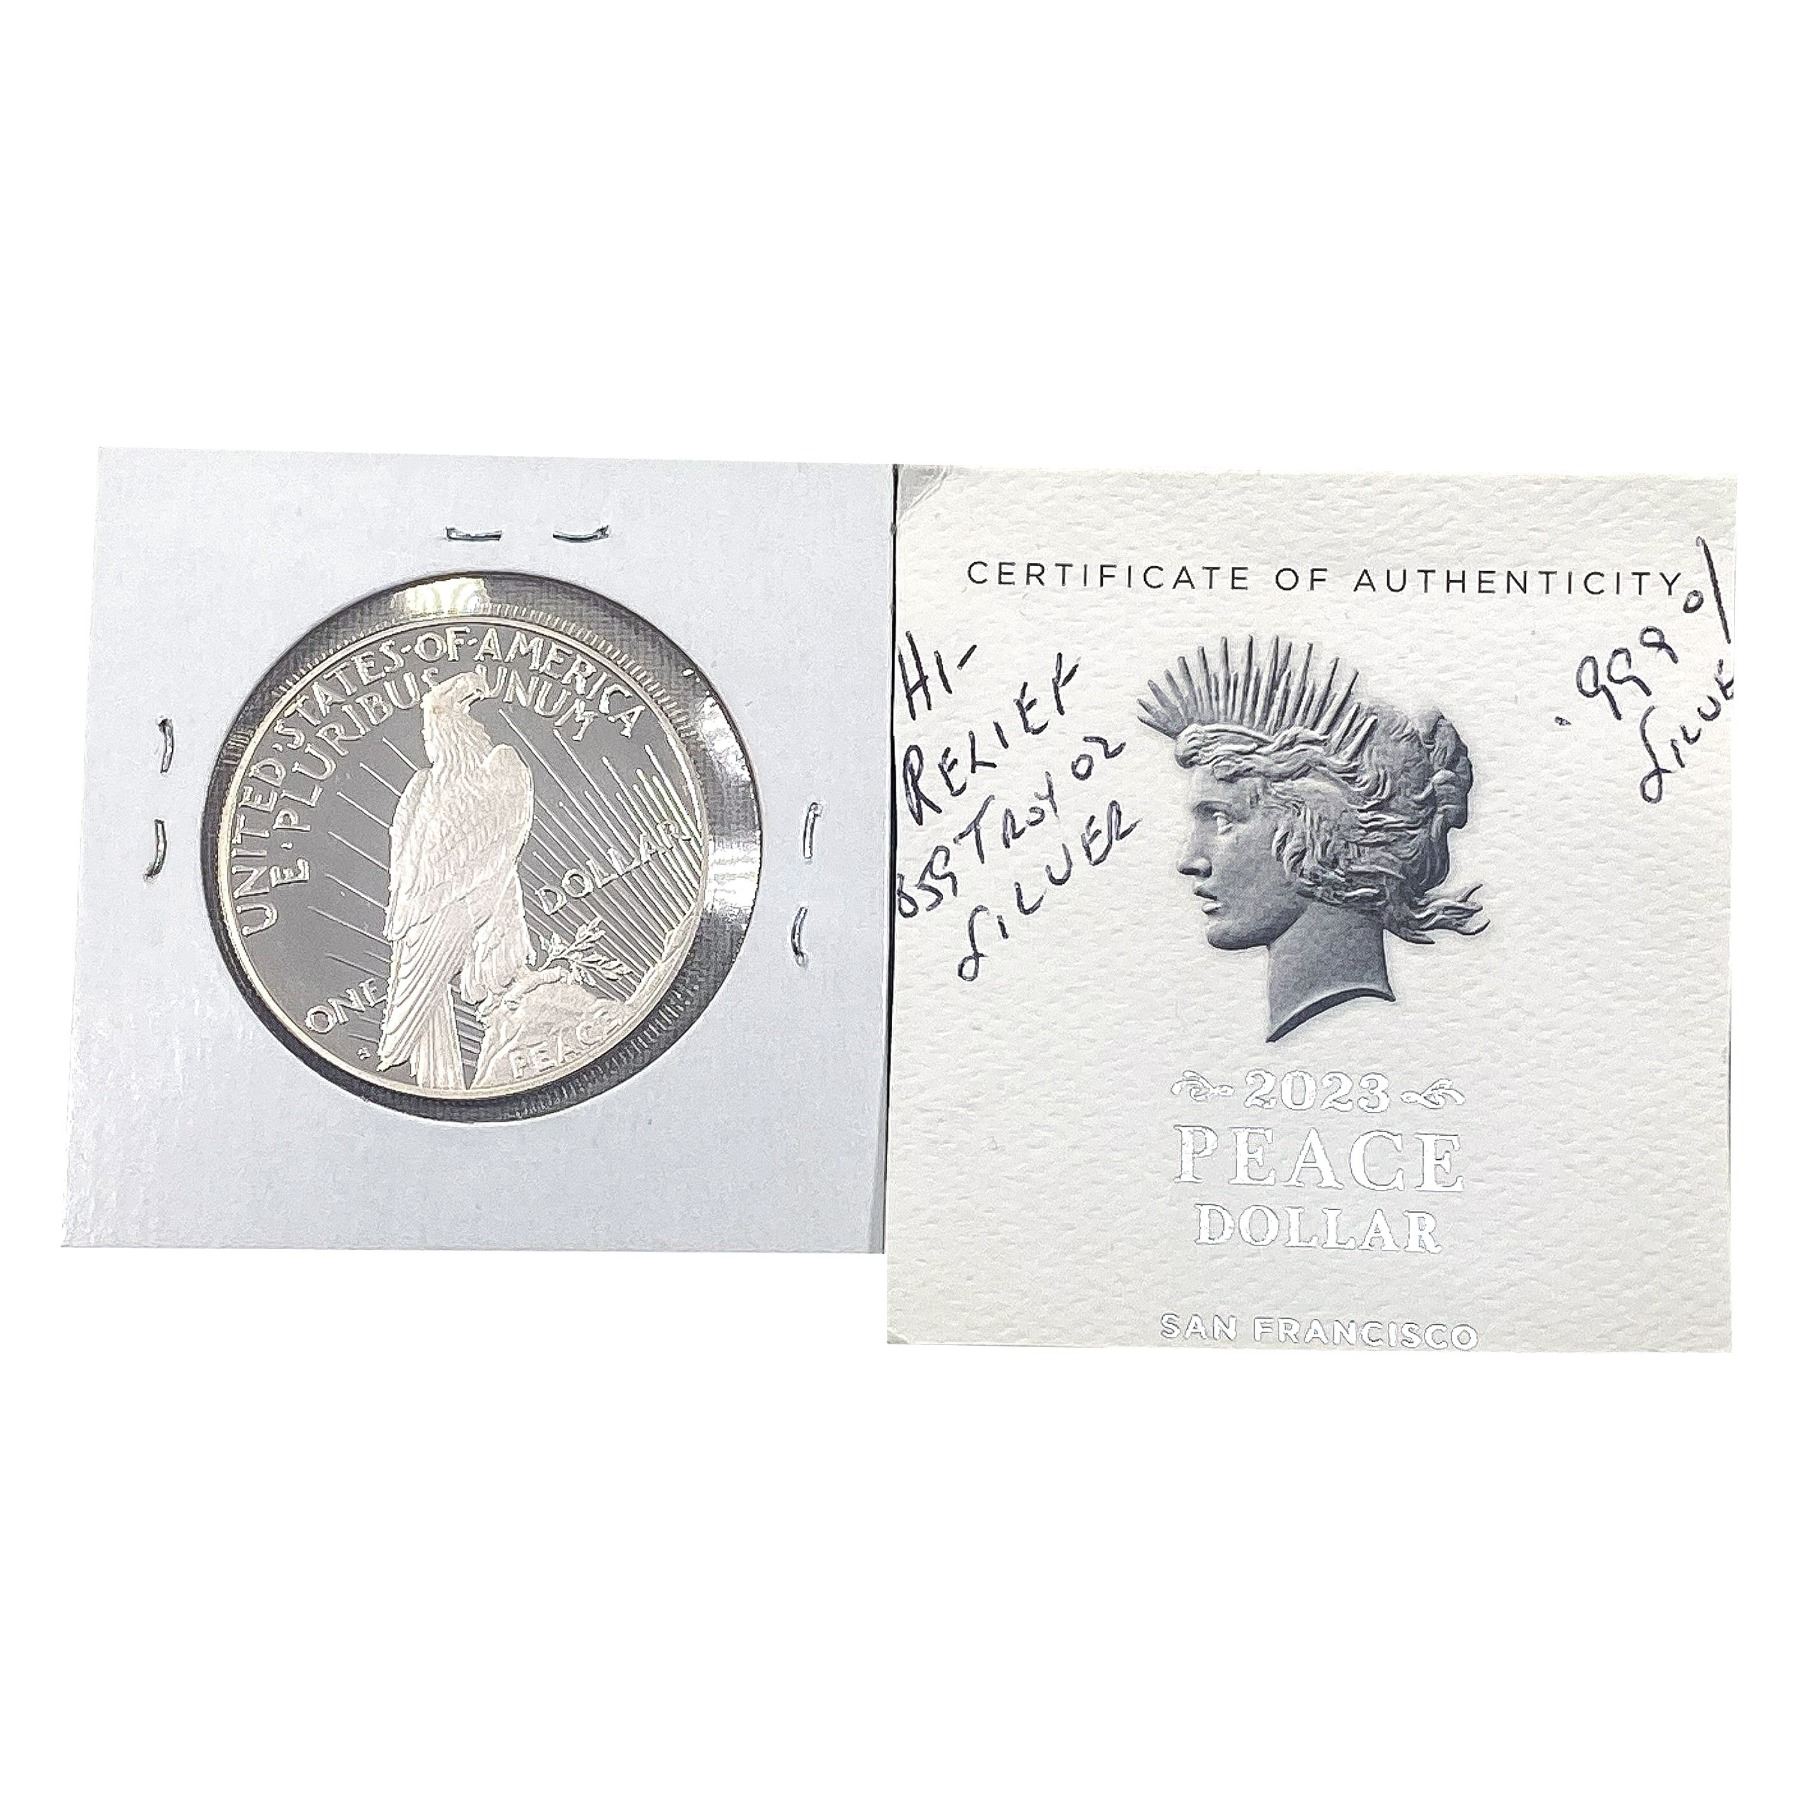 UNITED·STATES·OF·AMERICA
E·PLURIBUS UNUM
ONE DOLLAR
PEACE
CERTIFICATE OF AUTHENTICITY
HI-
RELIEF
859 TROY OZ
SILVER
.999 %
SILVE
2023
PEACE
DOLLAR
SAN FRANCISCO